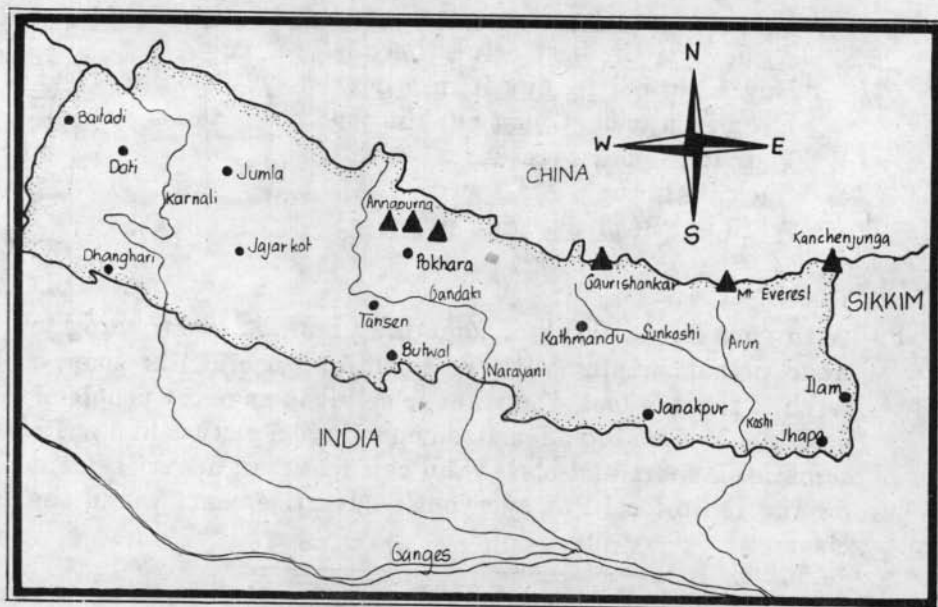 N
W
E
S
CHINA
Baitadi
Doti
Karnali
Jumla
Jajarkot
Dhanghari
Annapurna
Pokhara
Gandaki
Tansen
Butwal
Narayani
INDIA
Ganges
Gaurishankar
Kathmandu
Sunkoshi
Mt Everest
Kanchenjunga
SIKKIM
Arun
Ilam
Janakpur
Koshi
Jhapa